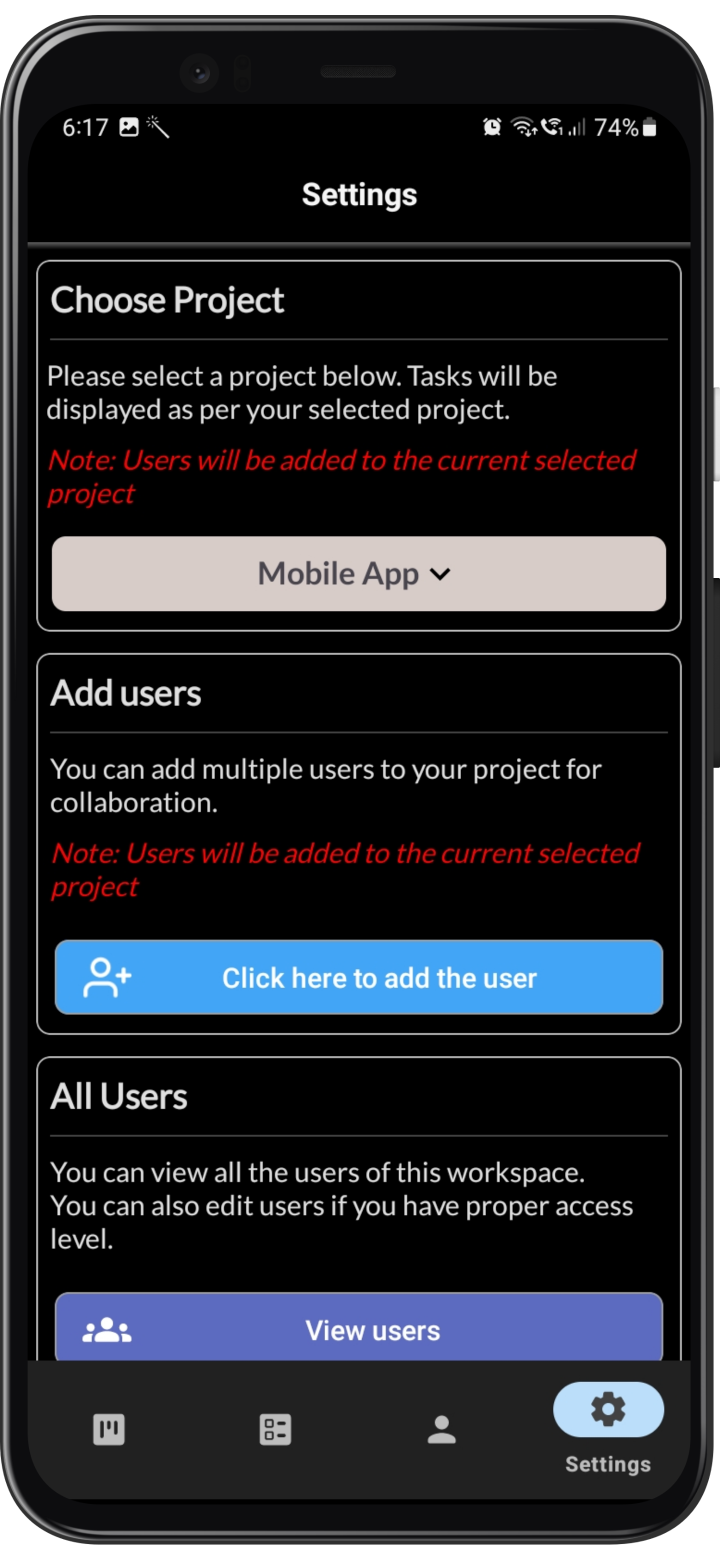 6:17 74%
Settings
Choose Project
Please select a project below. Tasks will be
displayed as per your selected project.
Note: Users will be added to the current selected
project
Mobile App
Add users
You can add multiple users to your project for
collaboration.
Note: Users will be added to the current selected
project
Click here to add the user
All Users
You can view all the users of this workspace.
You can also edit users if you have proper access
level.
View users
Settings